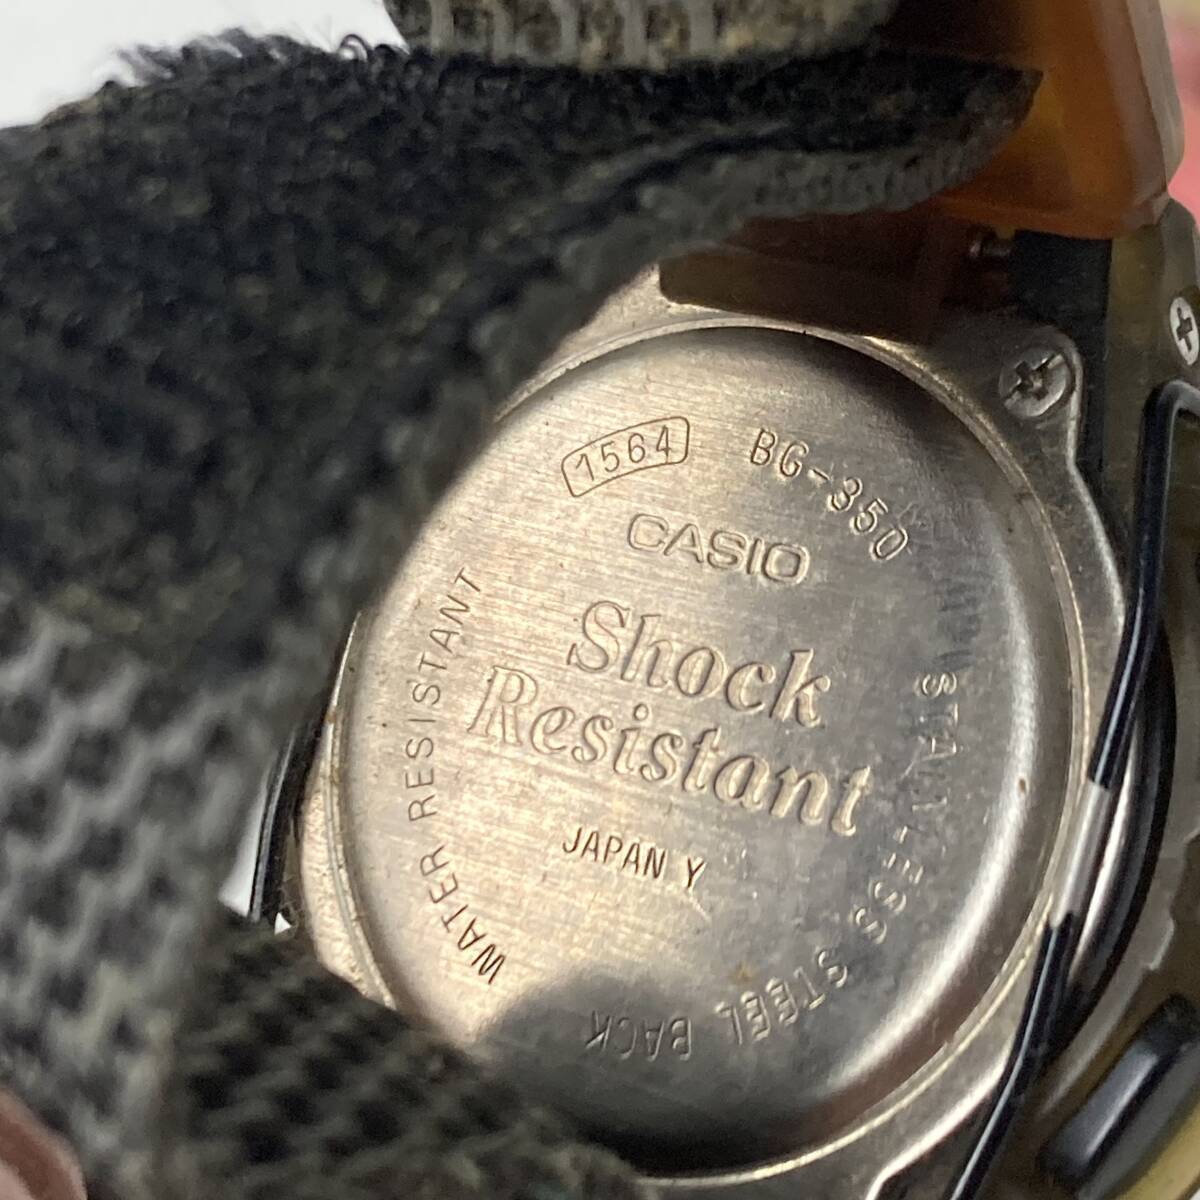 1564
BG-350
CASIO
Shock
Resistant
JAPAN Y
WATER RESISTANT
STAINLESS STEEL BACK